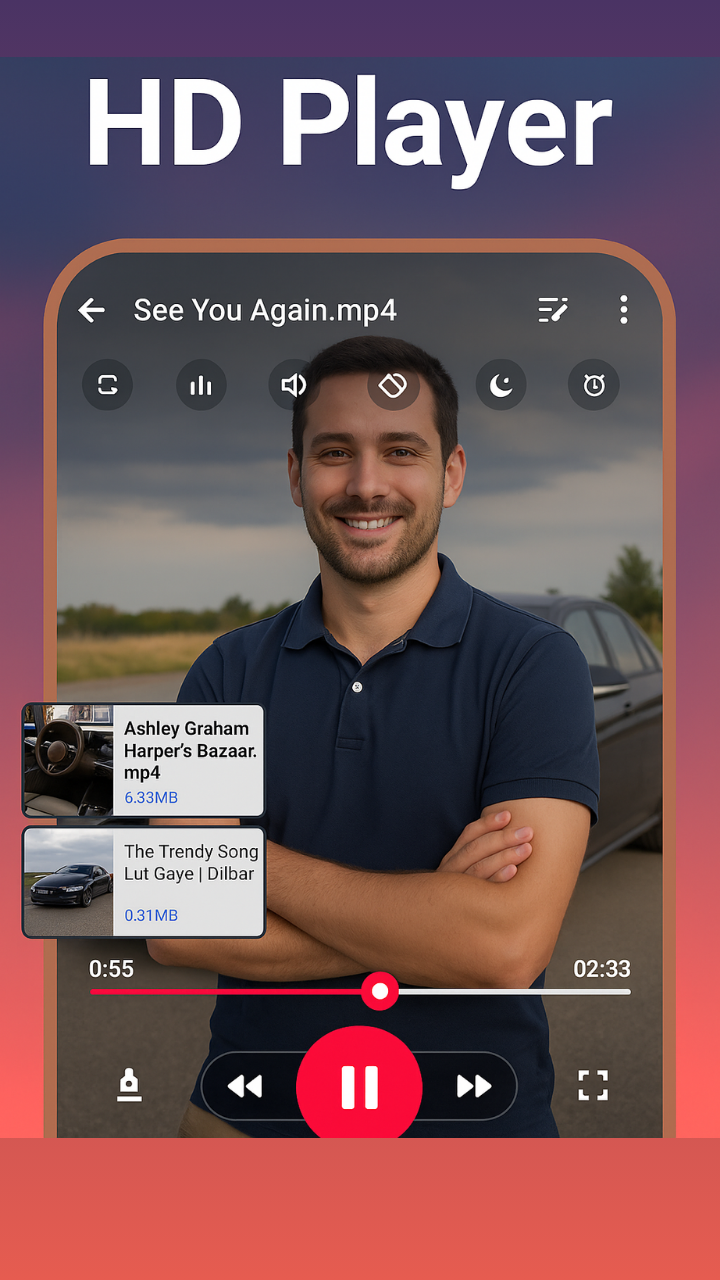 HD Player
See You Again.mp4
Ashley Graham
Harper’s Bazaar.
mp4
6.33MB
The Trendy Song
Lut Gaye | Dilbar
0.31MB
0:55
02:33